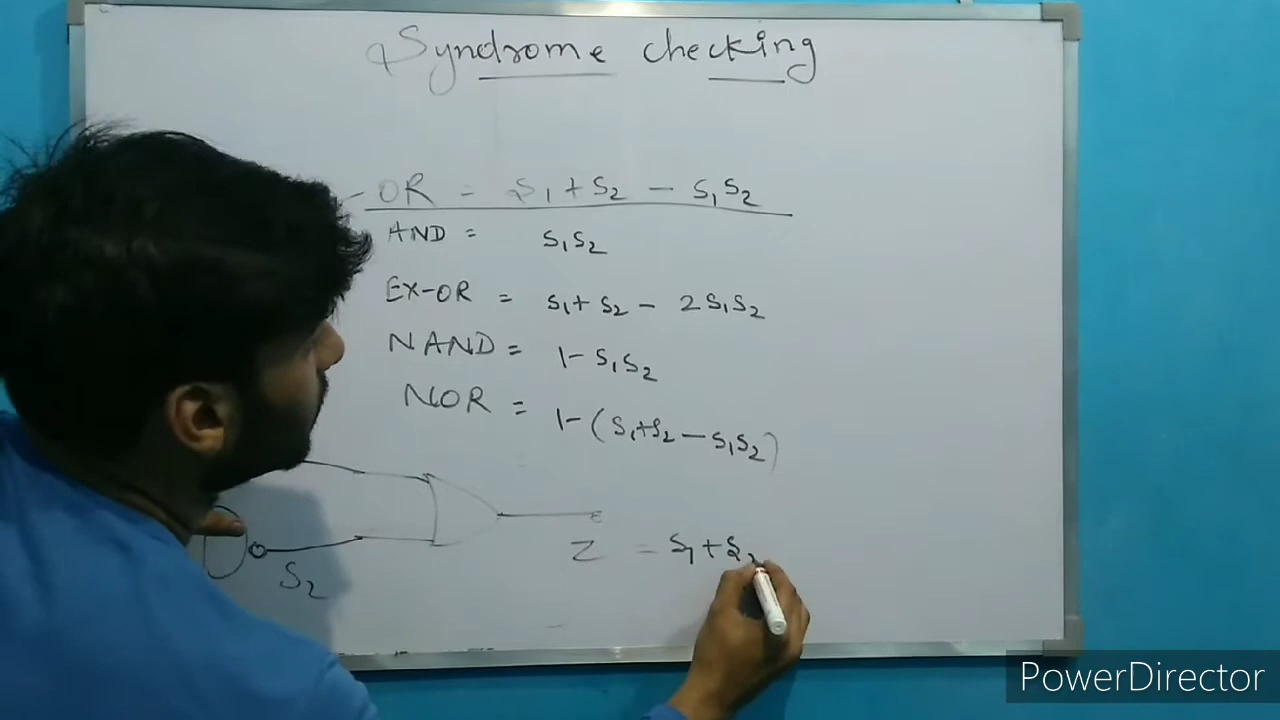 Syndrome checking
OR = S₁ + S₂ - S₁S₂
AND = S₁S₂
EX-OR = S₁ + S₂ - 2S₁S₂
NAND = 1 - S₁S₂
NOR = 1 - (S₁+S₂ - S₁S₂)
S₂
Z = S₁ + S₂
PowerDirector